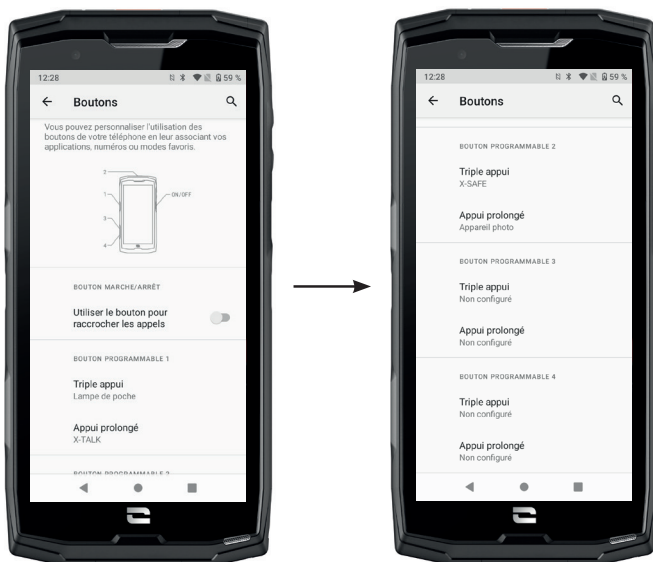 12:28
59 %
Boutons
Vous pouvez personnaliser l'utilisation des
boutons de votre téléphone en leur associant vos
applications, numéros ou modes favoris.
2
1
ON/OFF
3
4
BOUTON MARCHE/ARRÊT
Utiliser le bouton pour
raccrocher les appels
BOUTON PROGRAMMABLE 1
Triple appui
Lampe de poche
Appui prolongé
X-TALK
BOUTON PROGRAMMABLE 2
12:28
59 %
Boutons
BOUTON PROGRAMMABLE 2
Triple appui
X-SAFE
Appui prolongé
Appareil photo
BOUTON PROGRAMMABLE 3
Triple appui
Non configuré
Appui prolongé
Non configuré
BOUTON PROGRAMMABLE 4
Triple appui
Non configuré
Appui prolongé
Non configuré